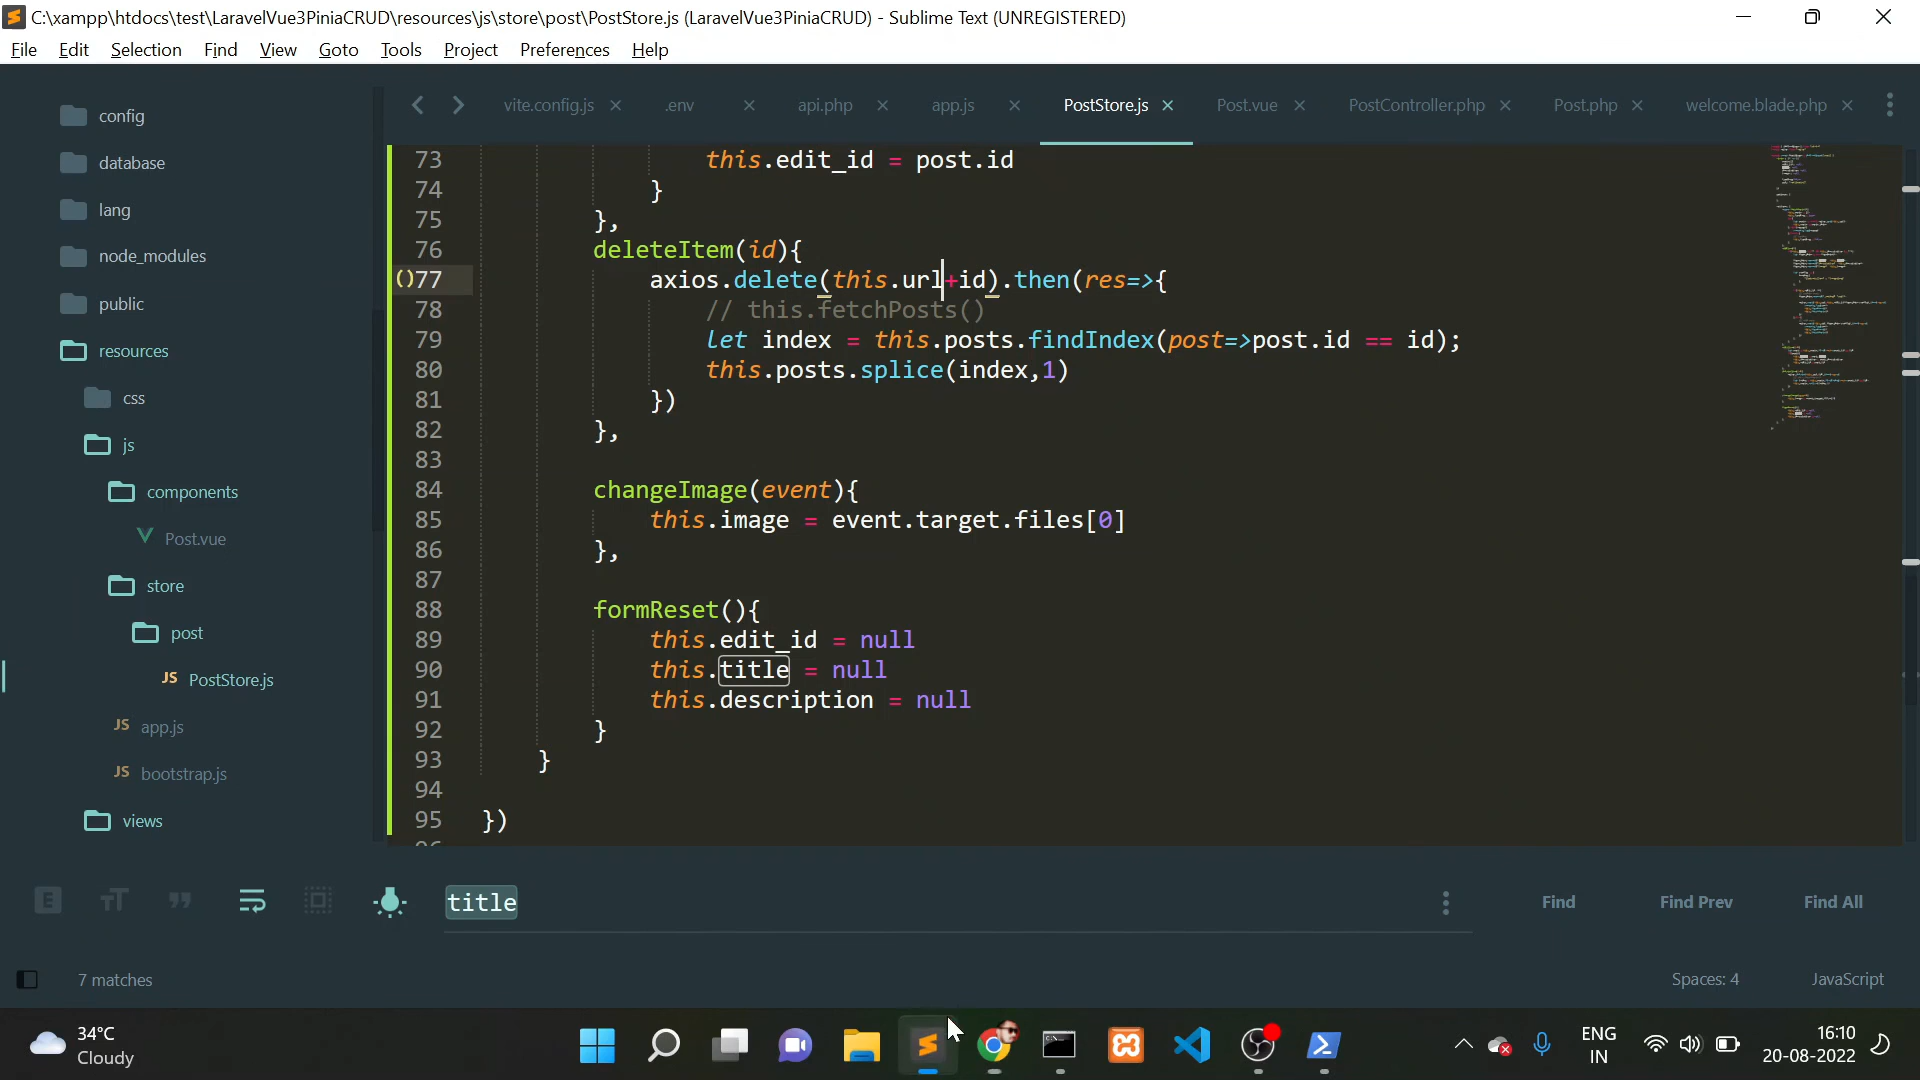 C:\xampp\htdocs\test\LaravelVue3PiniaCRUD\resources\js\store\post\PostStore.js (LaravelVue3PiniaCRUD) - Sublime Text (UNREGISTERED)
File Edit Selection Find View Goto Tools Project Preferences Help
vite.config.js .env api.php app.js PostStore.js Post.vue PostController.php Post.php welcome.blade.php
config
database
lang
node_modules
public
resources
css
js
components
Post.vue
store
post
JS PostStore.js
JS app.js
JS bootstrap.js
views
73 this.edit_id = post.id
74 }
75 },
76 deleteItem(id){
()77 axios.delete(this.url+id).then(res=>{
78 // this.fetchPosts()
79 let index = this.posts.findIndex(post=>post.id == id);
80 this.posts.splice(index,1)
81 })
82 },
83
84 changeImage(event){
85 this.image = event.target.files[0]
86 },
87
88 formReset(){
89 this.edit_id = null
90 this.title = null
91 this.description = null
92 }
93 }
94
95 })
title Find Find Prev Find All
7 matches Spaces: 4 JavaScript
34°C
Cloudy
ENG
IN
16:10
20-08-2022